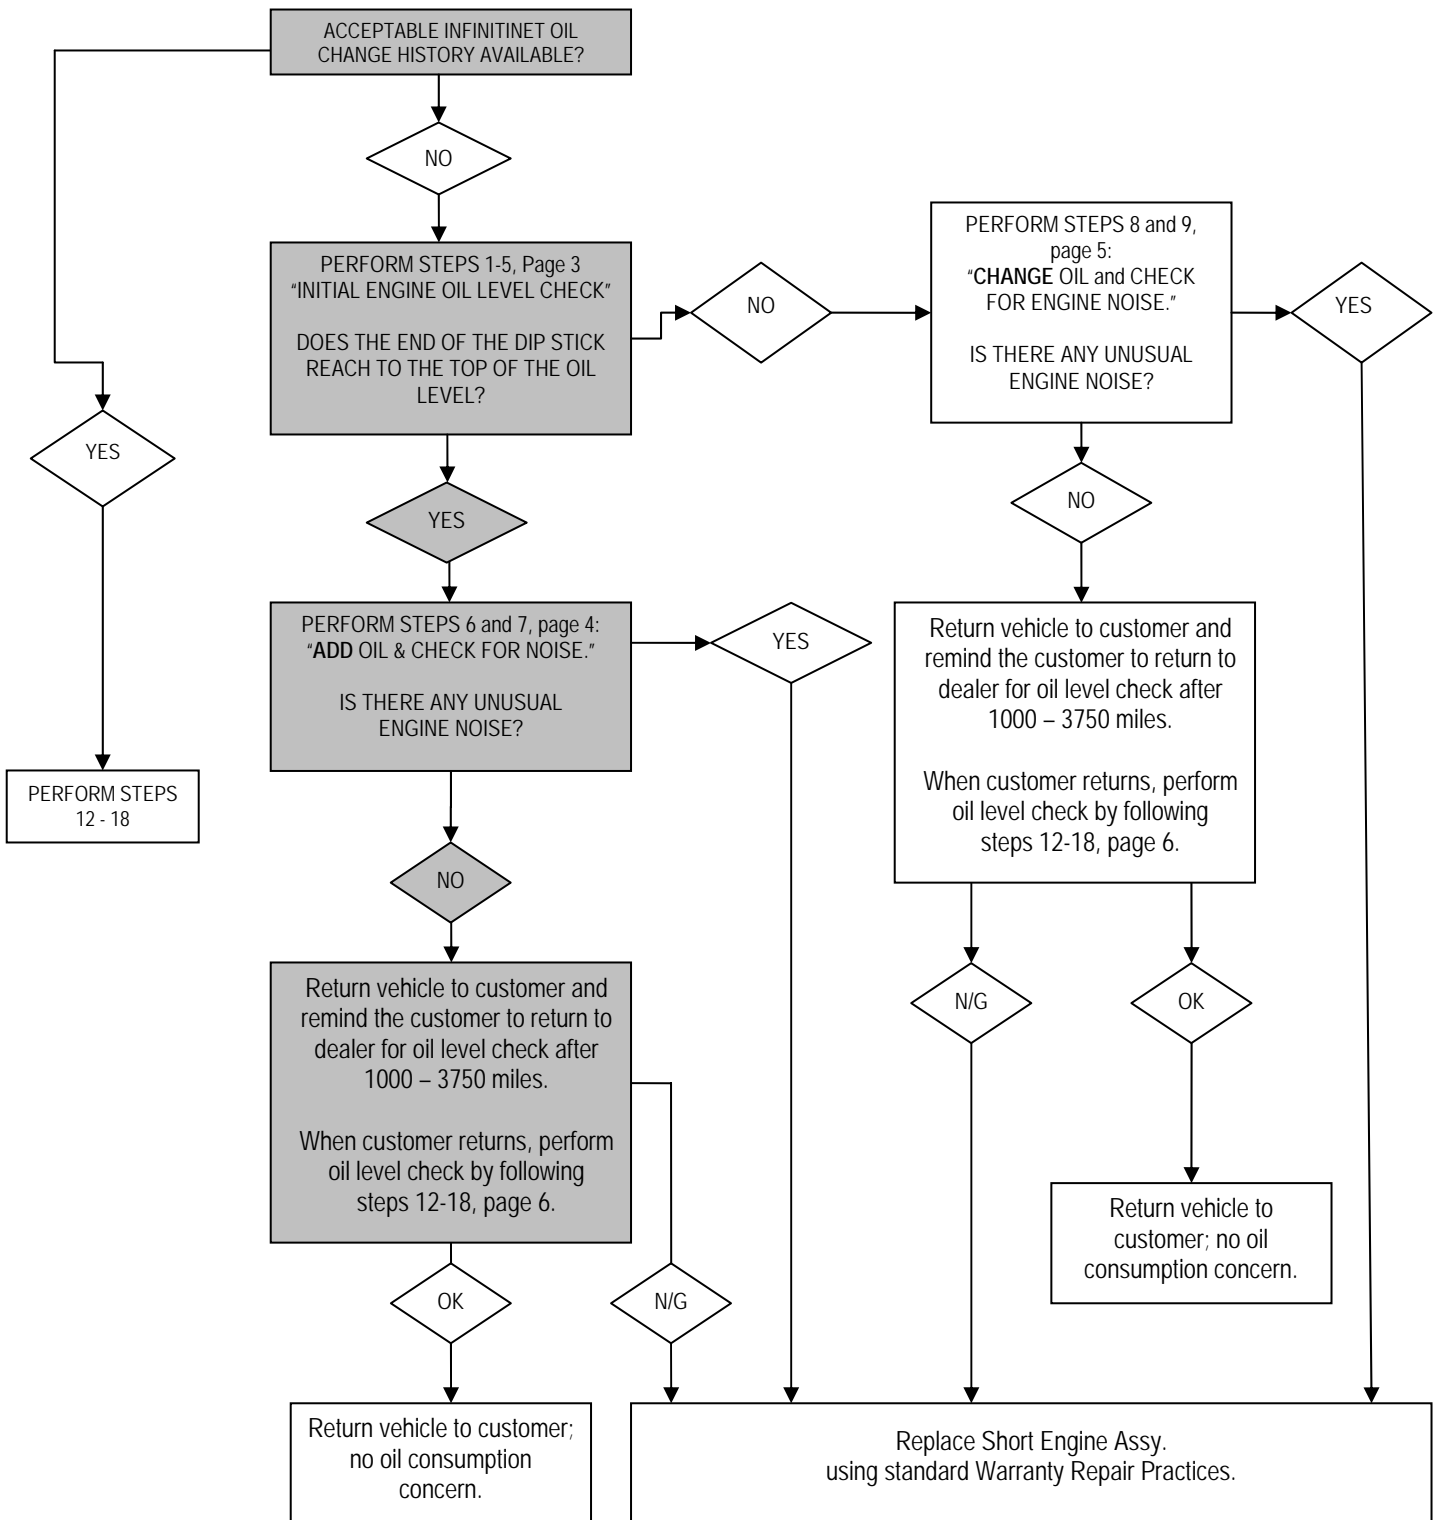 ACCEPTABLE INFINITINET OIL
CHANGE HISTORY AVAILABLE?
NO
PERFORM STEPS 1-5, Page 3
"INITIAL ENGINE OIL LEVEL CHECK"
DOES THE END OF THE DIP STICK
REACH TO THE TOP OF THE OIL
LEVEL?
NO
PERFORM STEPS 8 and 9,
page 5:
"CHANGE OIL and CHECK
FOR ENGINE NOISE."
IS THERE ANY UNUSUAL
ENGINE NOISE?
YES
YES
YES
NO
PERFORM STEPS 6 and 7, page 4:
"ADD OIL & CHECK FOR NOISE."
IS THERE ANY UNUSUAL
ENGINE NOISE?
YES
Return vehicle to customer and
remind the customer to return to
dealer for oil level check after
1000 – 3750 miles.
When customer returns, perform
oil level check by following
steps 12-18, page 6.
PERFORM STEPS
12 - 18
NO
Return vehicle to customer and
remind the customer to return to
dealer for oil level check after
1000 – 3750 miles.
When customer returns, perform
oil level check by following
steps 12-18, page 6.
N/G
OK
Return vehicle to
customer; no oil
consumption concern.
OK
N/G
Return vehicle to customer;
no oil consumption
concern.
Replace Short Engine Assy.
using standard Warranty Repair Practices.